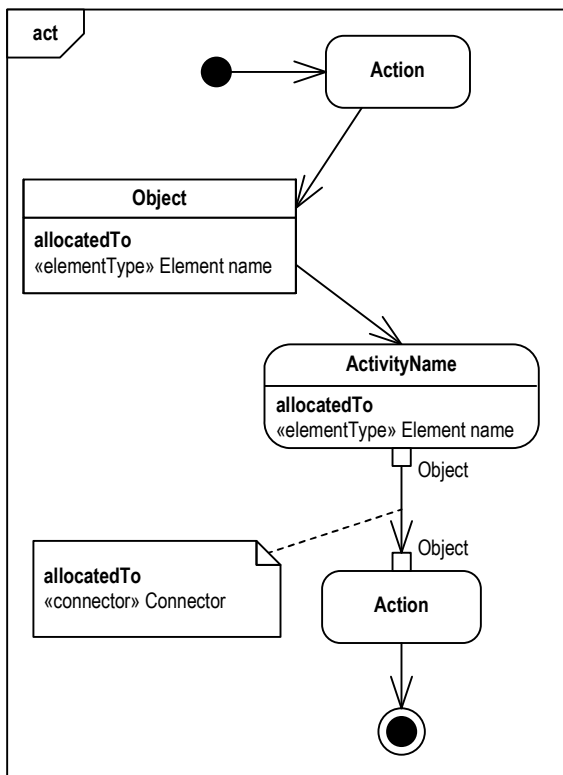 act
Action
Object
allocatedTo
«elementType» Element name
ActivityName
allocatedTo
«elementType» Element name
Object
Object
allocatedTo
«connector» Connector
Action